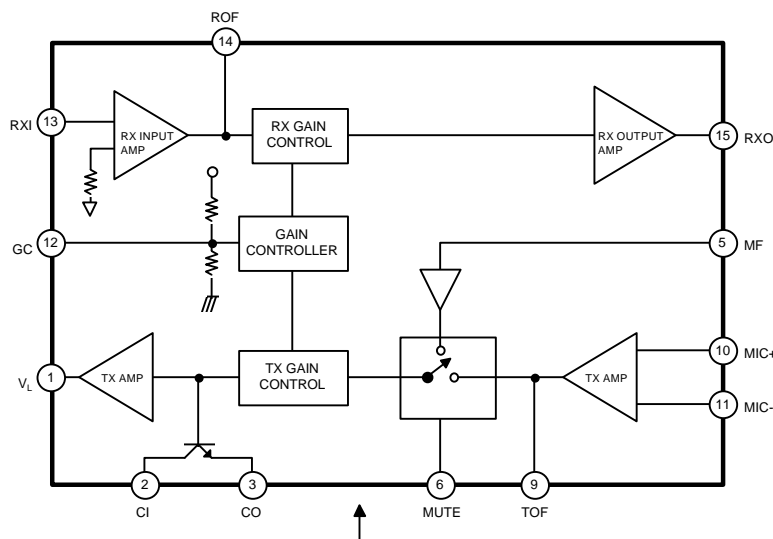 ROF
14
13
RXI
RX INPUT
AMP
RX GAIN
CONTROL
RX OUTPUT
AMP
15
RXO
12
GC
GAIN
CONTROLLER
5
MF
1
VL
TX AMP
TX GAIN
CONTROL
TX AMP
10
MIC+
11
MIC-
2
CI
3
CO
6
MUTE
9
TOF